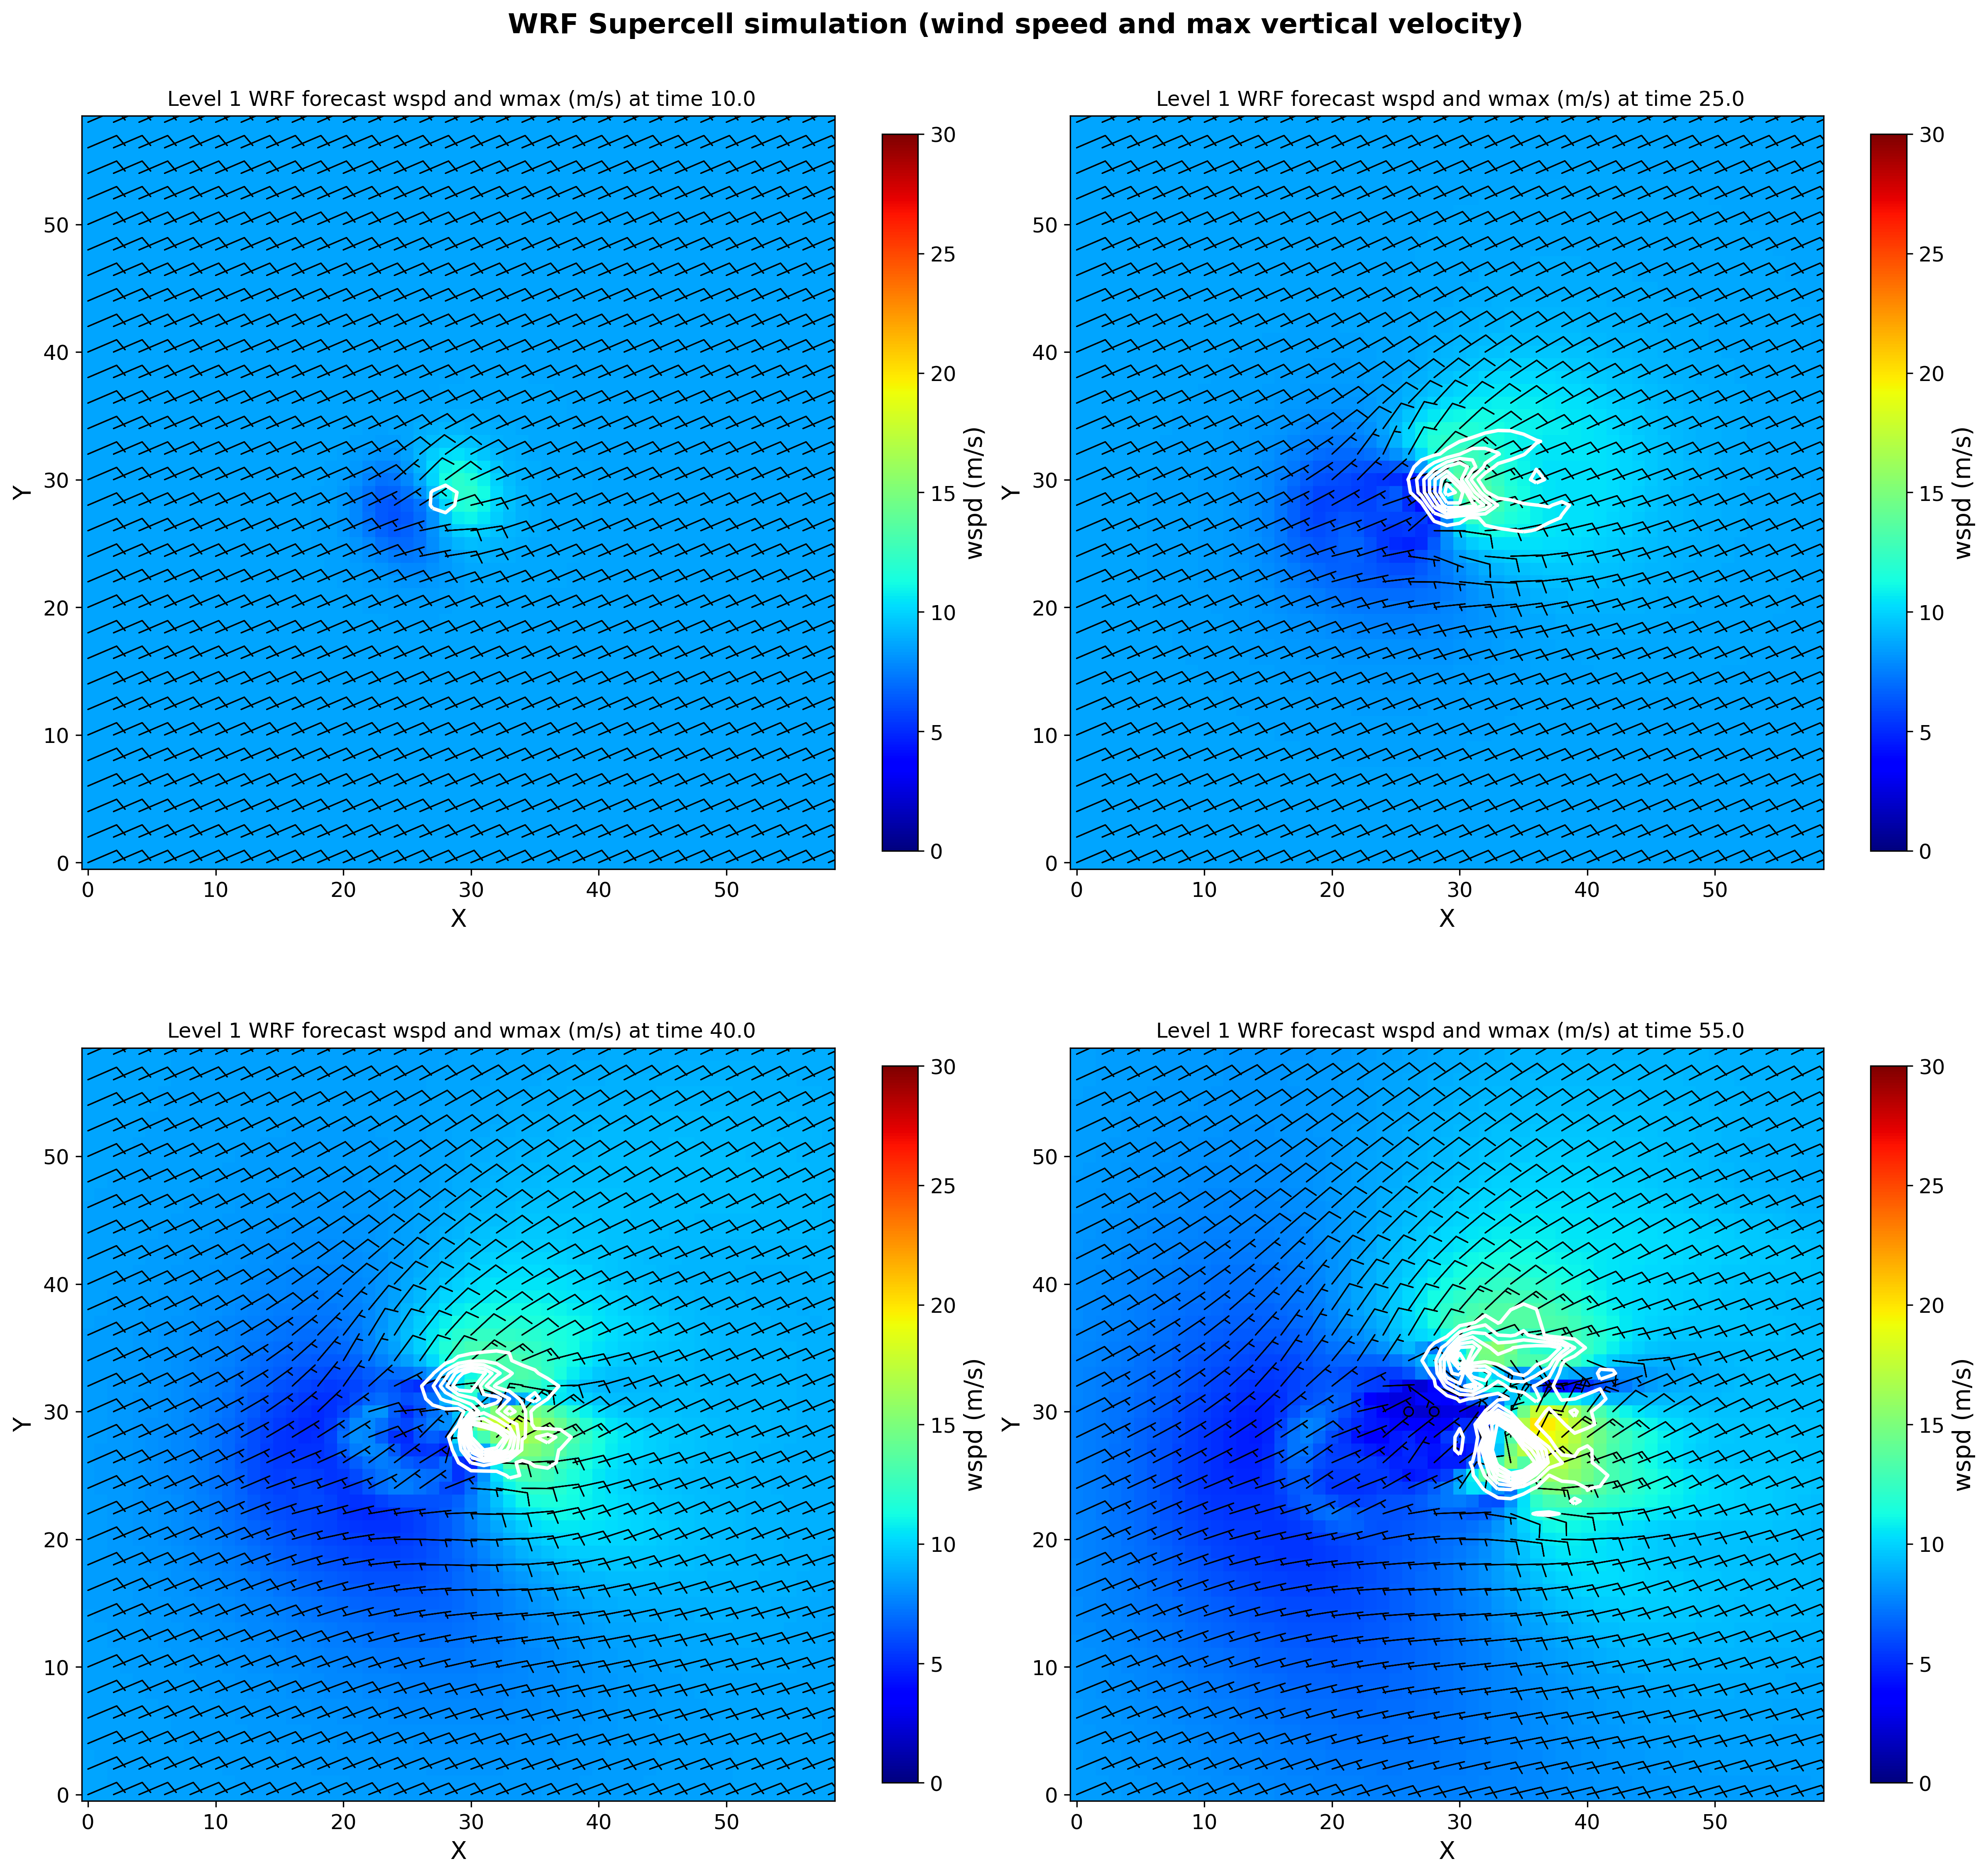 WRF Supercell simulation (wind speed and max vertical velocity)
Level 1 WRF forecast wspd and wmax (m/s) at time 10.0
Y
50
40
30
20
10
0
0 10 20 30 40 50
X
30
25
20
15
10
5
0
wspd (m/s)
Level 1 WRF forecast wspd and wmax (m/s) at time 25.0
Y
50
40
30
20
10
0
0 10 20 30 40 50
X
30
25
20
15
10
5
0
wspd (m/s)
Level 1 WRF forecast wspd and wmax (m/s) at time 40.0
Y
50
40
30
20
10
0
0 10 20 30 40 50
X
30
25
20
15
10
5
0
wspd (m/s)
Level 1 WRF forecast wspd and wmax (m/s) at time 55.0
Y
50
40
30
20
10
0
0 10 20 30 40 50
X
30
25
20
15
10
5
0
wspd (m/s)